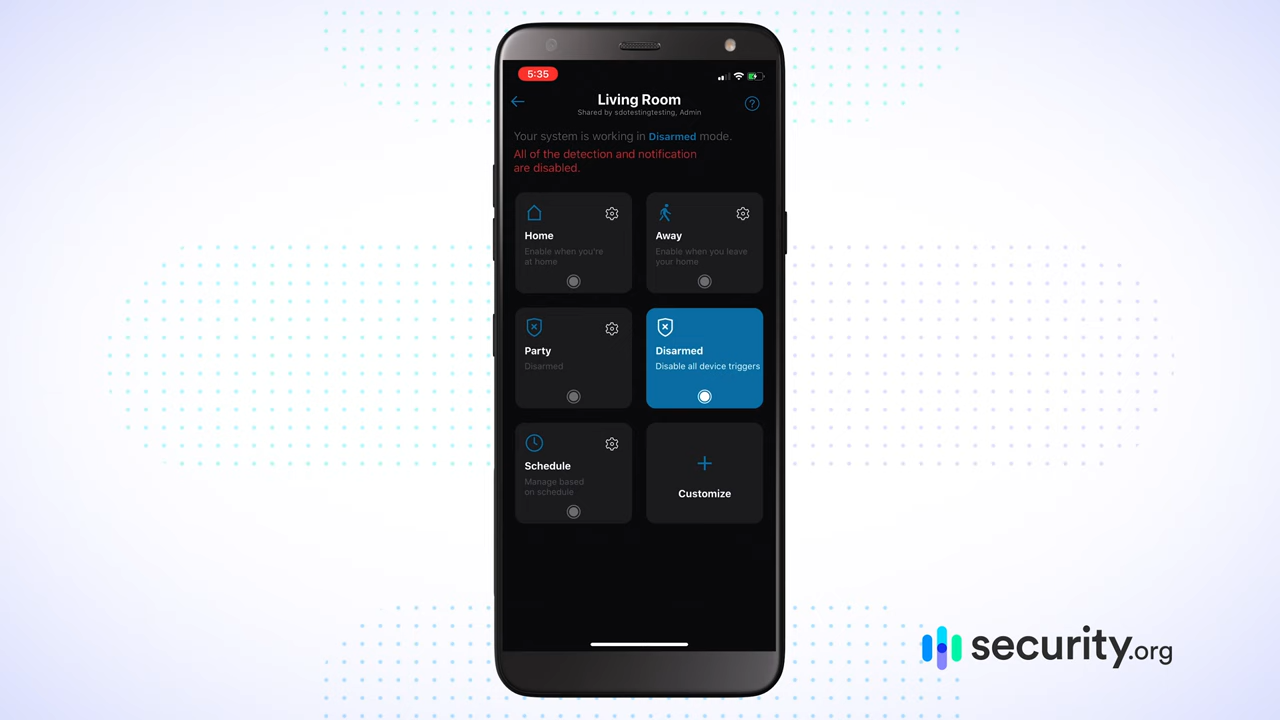 5:35
Living Room
Shared by sdotestingtesting, Admin
Your system is working in Disarmed mode.
All of the detection and notification
are disabled.
Home
Enable when you're
at home
Away
Enable when you leave
your home
Party
Disarmed
Disarmed
Disable all device triggers
Schedule
Manage based
on schedule
Customize
security.org